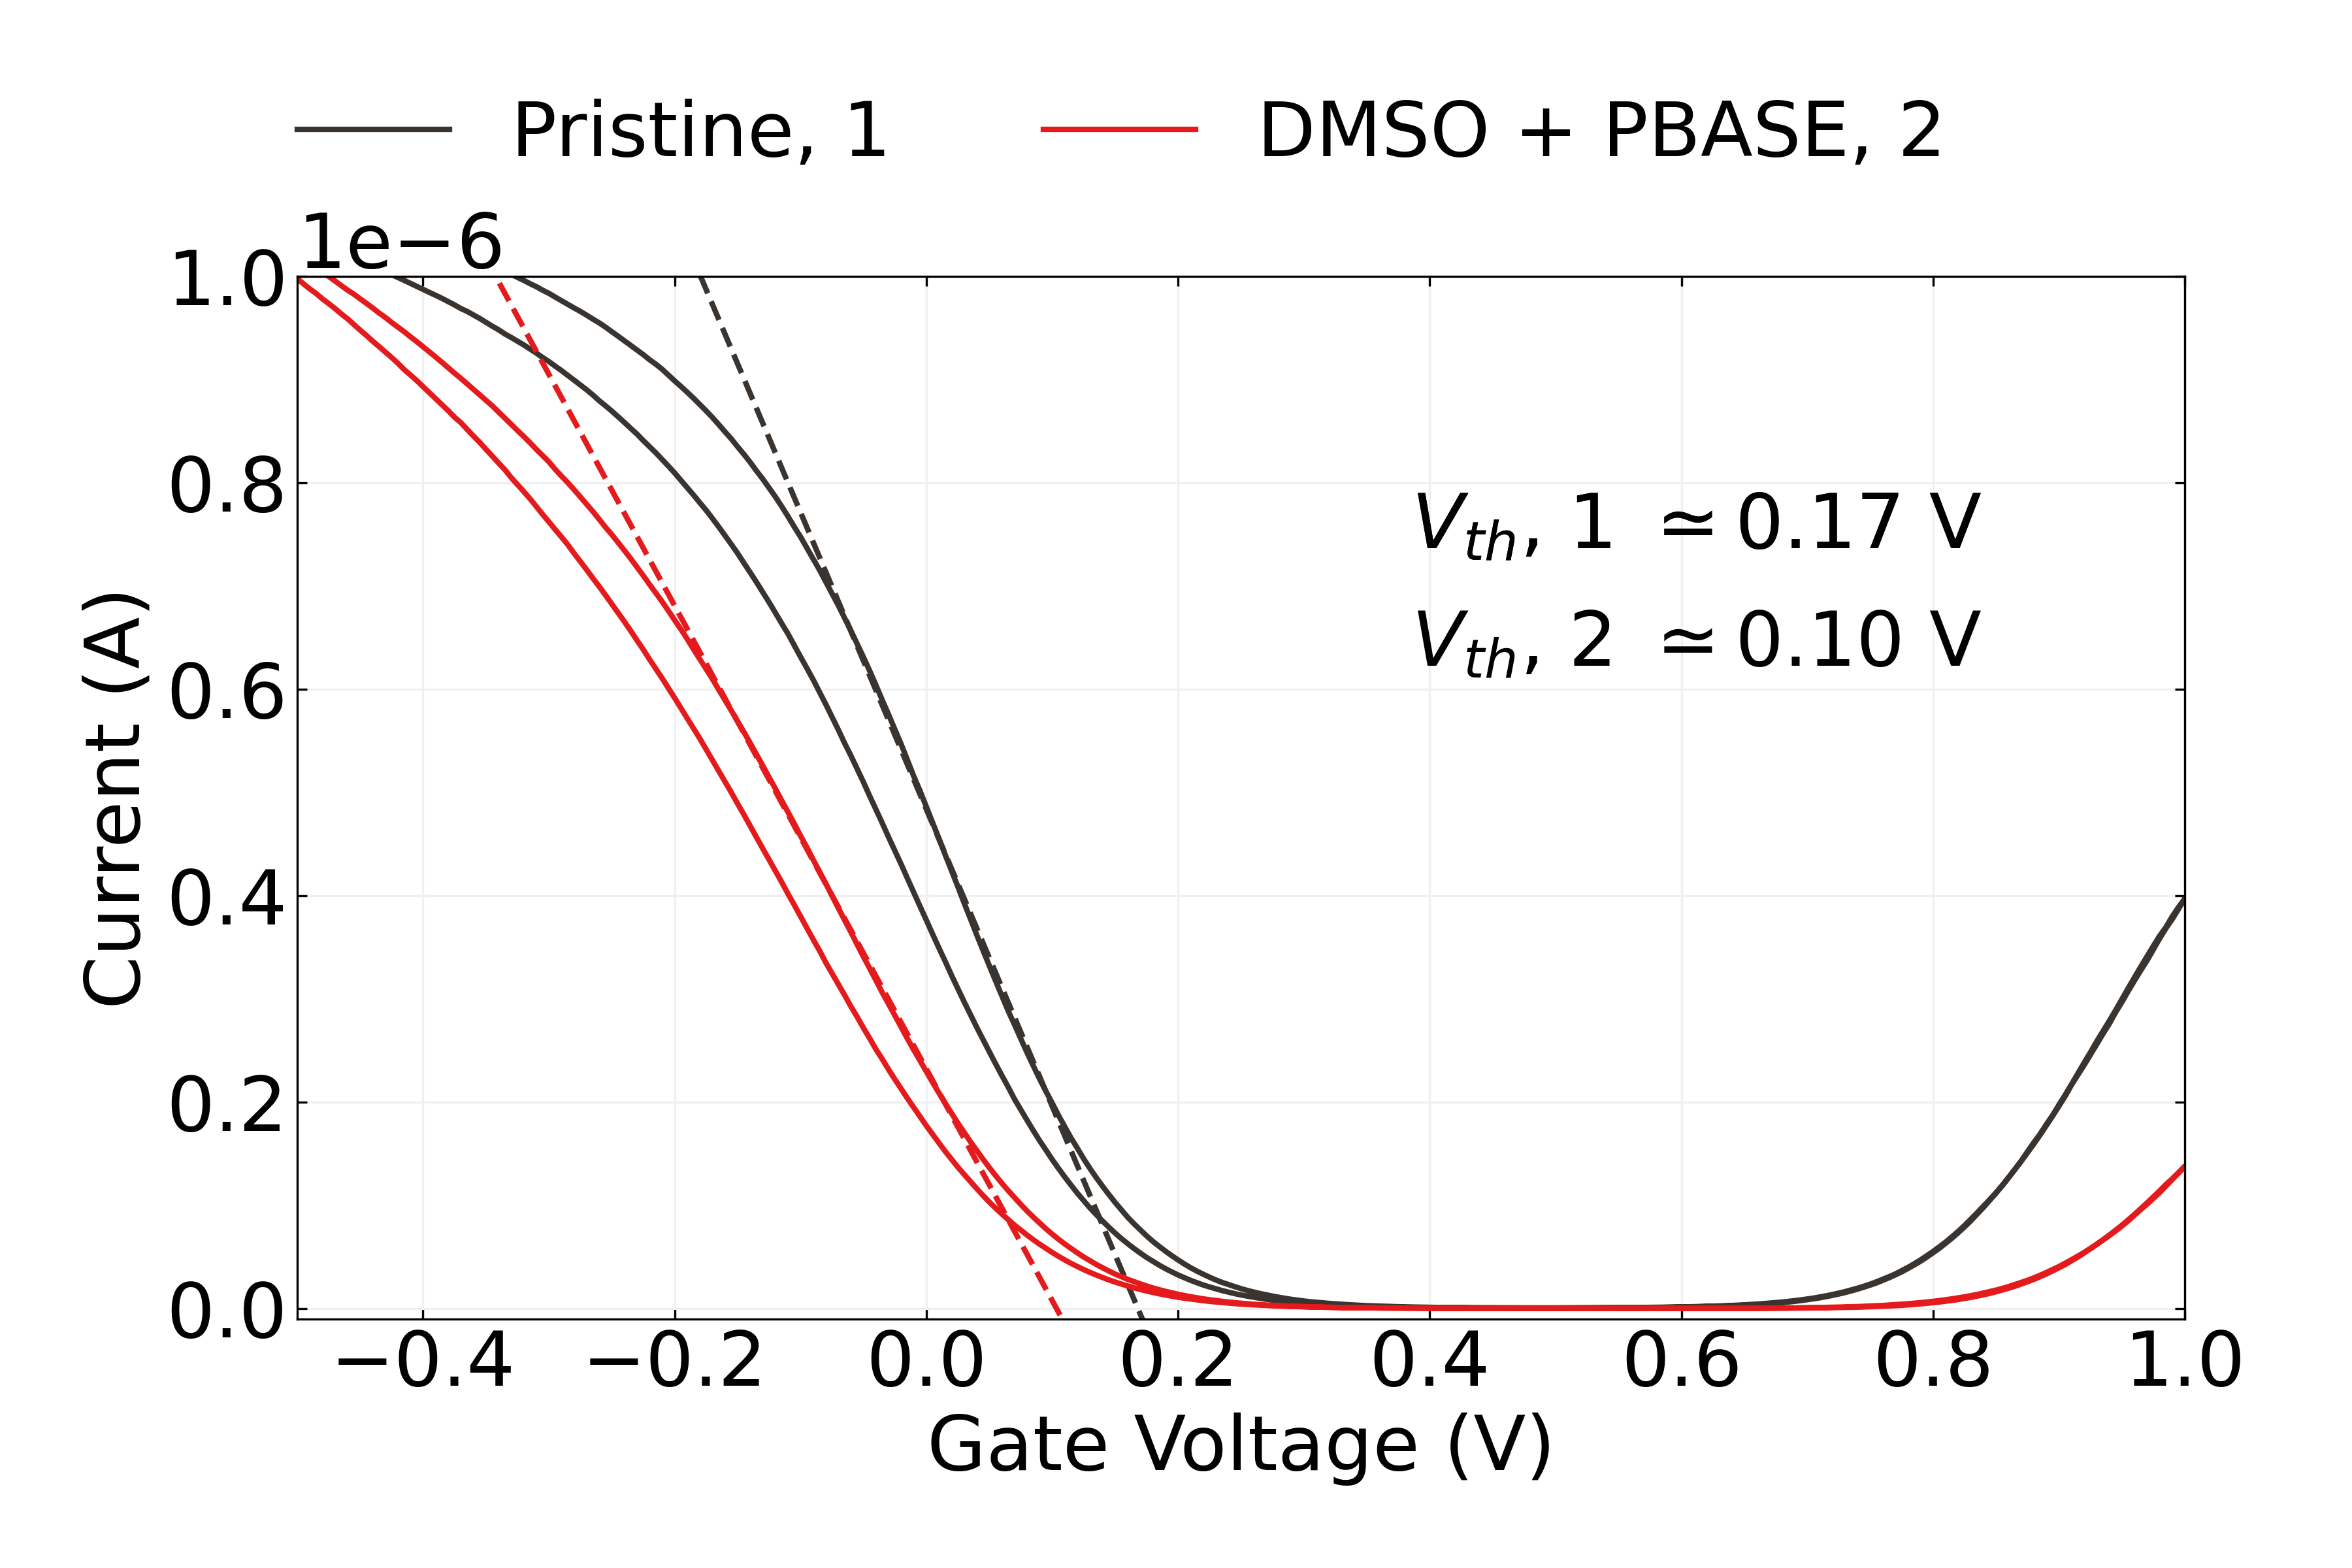 Pristine, 1
DMSO + PBASE, 2
1e−6
1.0
0.8
0.6
0.4
0.2
0.0
Current (A)
V_th, 1 ≃ 0.17 V
V_th, 2 ≃ 0.10 V
−0.4 −0.2 0.0 0.2 0.4 0.6 0.8 1.0
Gate Voltage (V)